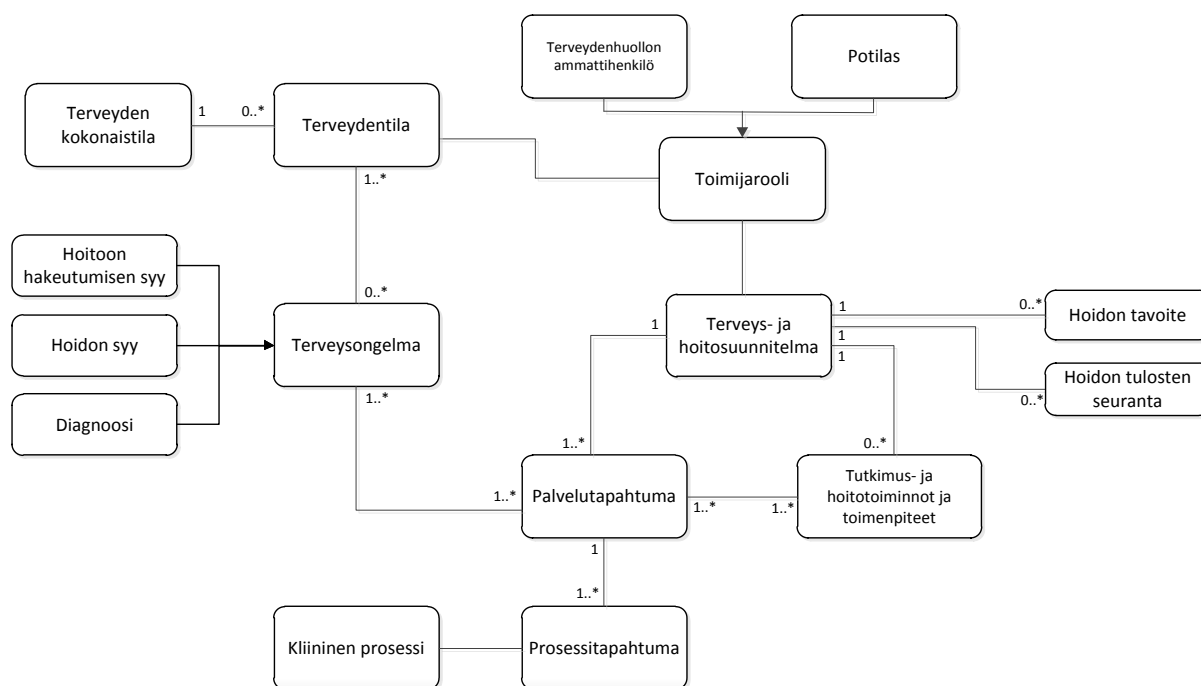 Terveydenhuollon
ammattihenkilö
Potilas
Terveyden
kokonaistila
1
0..*
Terveydentila
Toimijarooli
1..*
Hoitoon
hakeutumisen syy
0..*
Hoidon syy
Terveysongelma
1
Terveys- ja
hoitosuunnitelma
1
0..*
Hoidon tavoite
1
1
Hoidon tulosten
seuranta
0..*
Diagnoosi
1..*
1..*
0..*
1..*
Palvelutapahtuma
1..*
1..*
Tutkimus- ja
hoitotoiminnot ja
toimenpiteet
1
1..*
Kliininen prosessi
Prosessitapahtuma